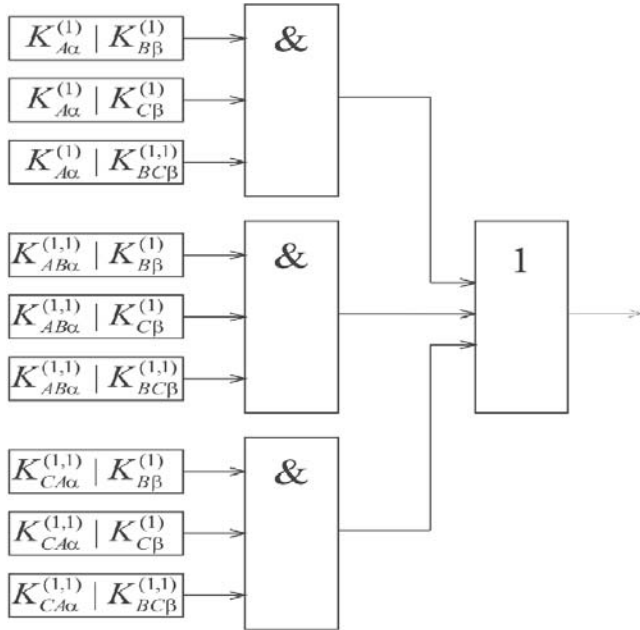 K_{Aα}^{(1)} | K_{Bβ}^{(1)}
&
K_{Aα}^{(1)} | K_{Cβ}^{(1)}
K_{Aα}^{(1)} | K_{BCβ}^{(1,1)}
K_{ABα}^{(1,1)} | K_{Bβ}^{(1)}
&
1
K_{ABα}^{(1,1)} | K_{Cβ}^{(1)}
K_{ABα}^{(1,1)} | K_{BCβ}^{(1,1)}
K_{CAα}^{(1,1)} | K_{Bβ}^{(1)}
&
K_{CAα}^{(1,1)} | K_{Cβ}^{(1)}
K_{CAα}^{(1,1)} | K_{BCβ}^{(1,1)}